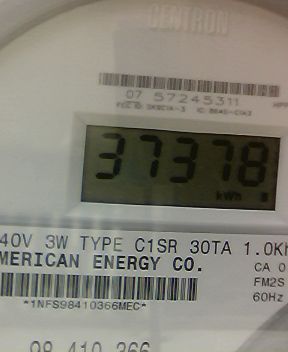 CENTRON
07 57245311
37378
kWh
40V 3W TYPE C1SR 30TA 1.0Kh
MERICAN ENERGY CO.
CA 0
FM2S
60Hz
*1NFS98410366MEC*
98 410 366